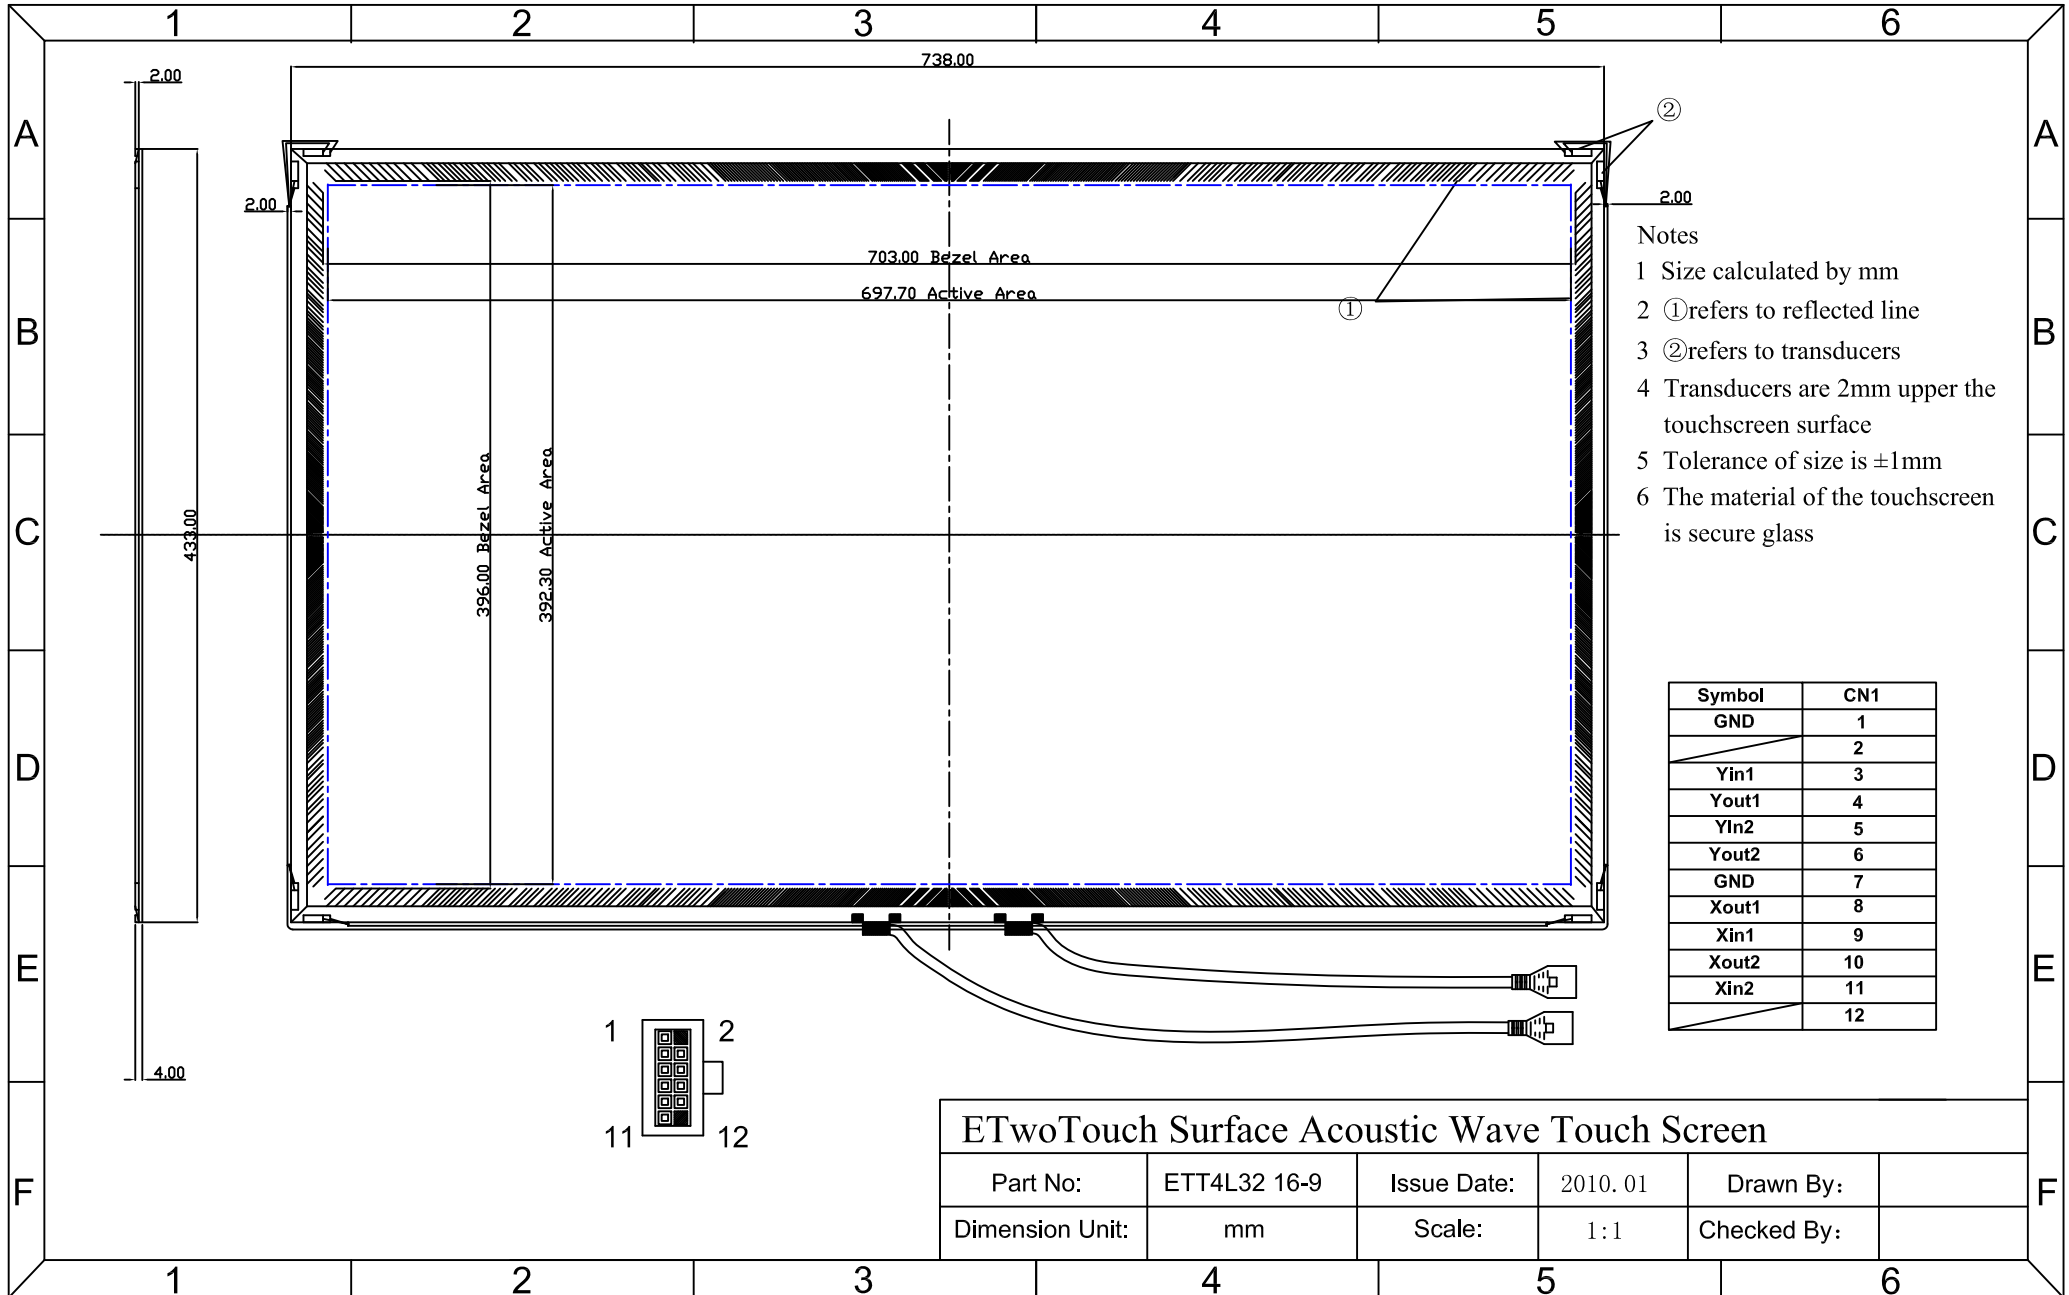 1 2 3 4 5 6
738.00
2.00
A A
②
2.00
2.00
Notes
1 Size calculated by mm
2 ①refers to reflected line
3 ②refers to transducers
4 Transducers are 2mm upper the
touchscreen surface
5 Tolerance of size is ±1mm
6 The material of the touchscreen
is secure glass
703.00 Bezel Area
697.70 Active Area
①
B B
396.00 Bezel Area
392.30 Active Area
433.00
C C
D D
Symbol CN1
GND 1
2
Yin1 3
Yout1 4
YIn2 5
Yout2 6
GND 7
Xout1 8
Xin1 9
Xout2 10
Xin2 11
12
E E
4.00
1 2
11 12
F F
ETwoTouch Surface Acoustic Wave Touch Screen
Part No: ETT4L32 16-9 Issue Date: 2010.01 Drawn By:
Dimension Unit: mm Scale: 1:1 Checked By:
1 2 3 4 5 6